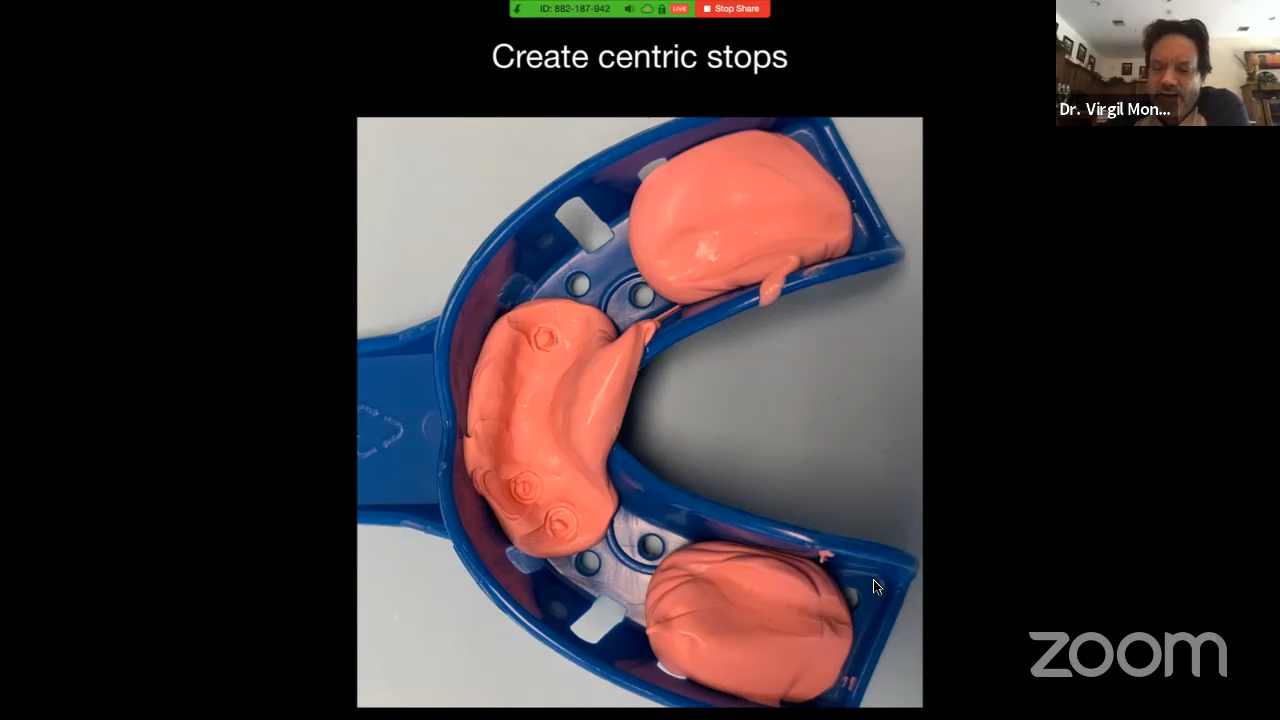 ID: 882-187-942
LIVE
Stop Share
Create centric stops
Dr. Virgil Mon...
zoom